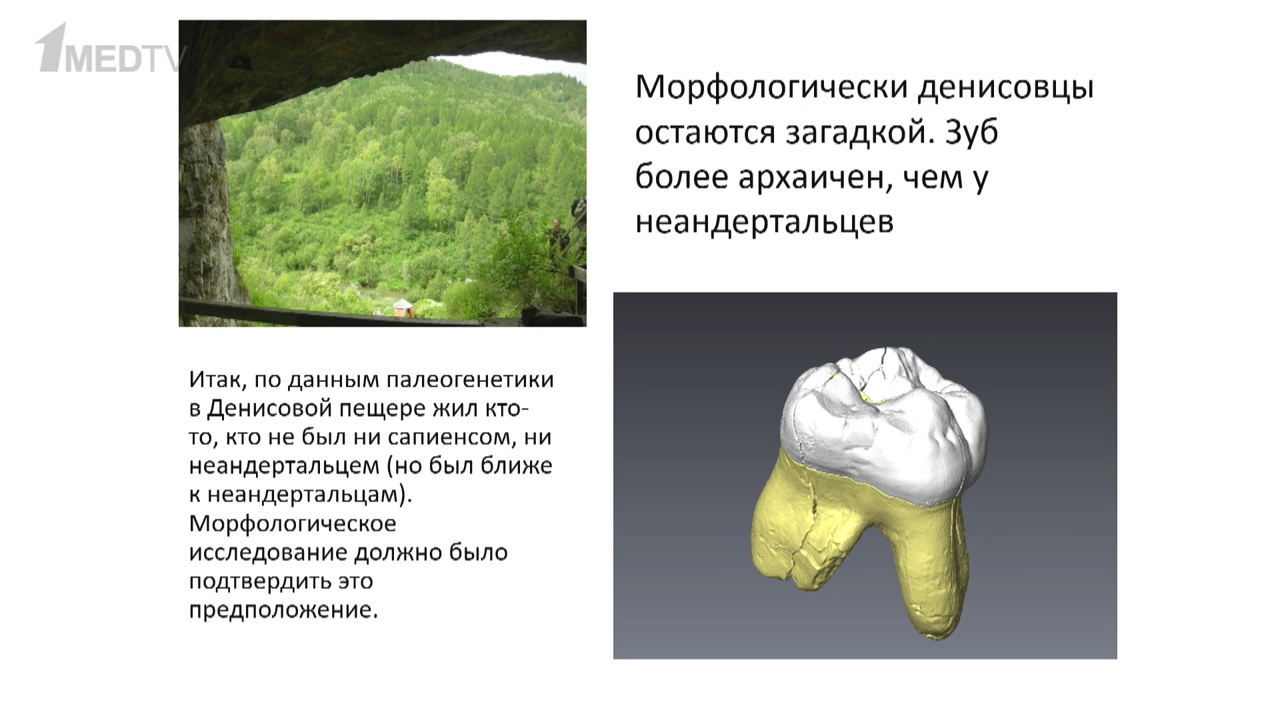 1MEDTV
Морфологически денисовцы
остаются загадкой. Зуб
более архаичен, чем у
неандертальцев
Итак, по данным палеогенетики
в Денисовой пещере жил кто-
то, кто не был ни сапиенсом, ни
неандертальцем (но был ближе
к неандертальцам).
Морфологическое
исследование должно было
подтвердить это
предположение.